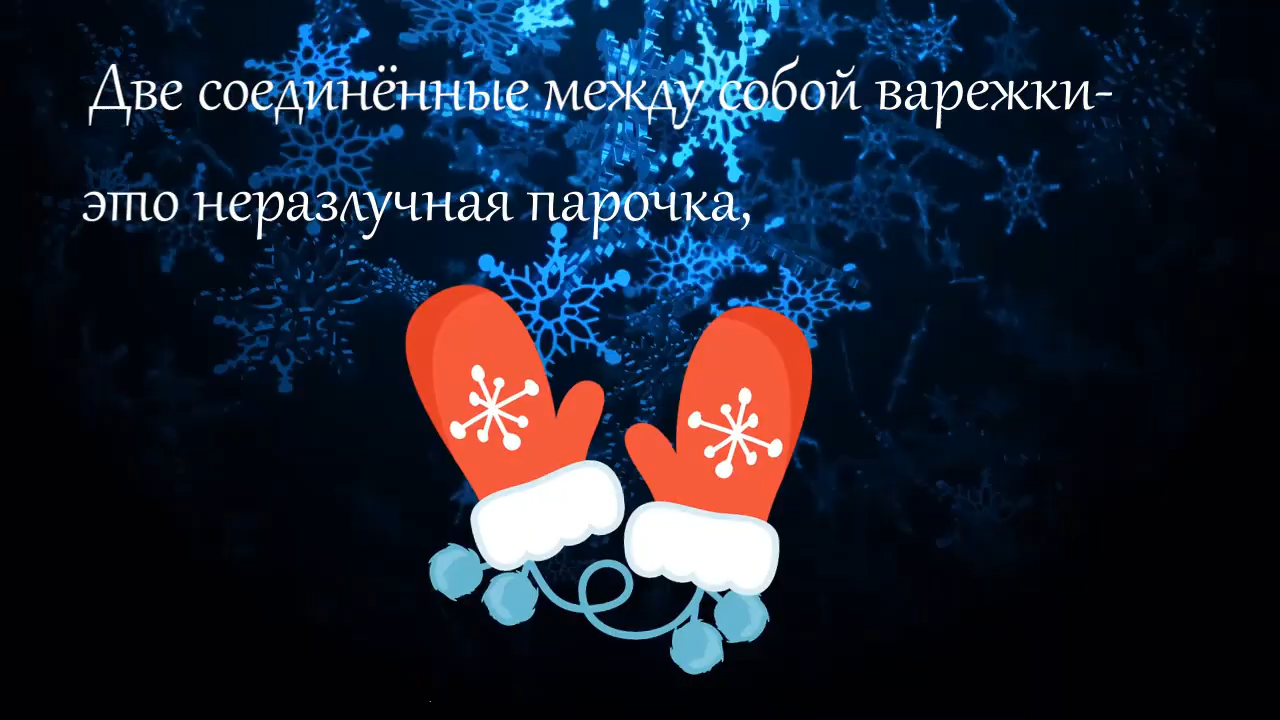 Две соединённые между собой варежки-
это неразлучная парочка,